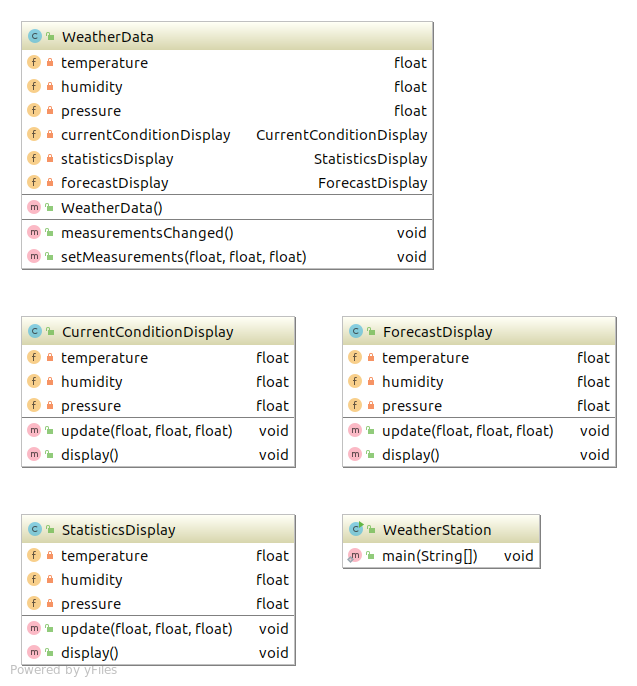 WeatherData
temperature float
humidity float
pressure float
currentConditionDisplay CurrentConditionDisplay
statisticsDisplay StatisticsDisplay
forecastDisplay ForecastDisplay
WeatherData()
measurementsChanged() void
setMeasurements(float, float, float) void
CurrentConditionDisplay
temperature float
humidity float
pressure float
update(float, float, float) void
display() void
ForecastDisplay
temperature float
humidity float
pressure float
update(float, float, float) void
display() void
StatisticsDisplay
temperature float
humidity float
pressure float
update(float, float, float) void
display() void
WeatherStation
main(String[]) void
Powered by yFiles